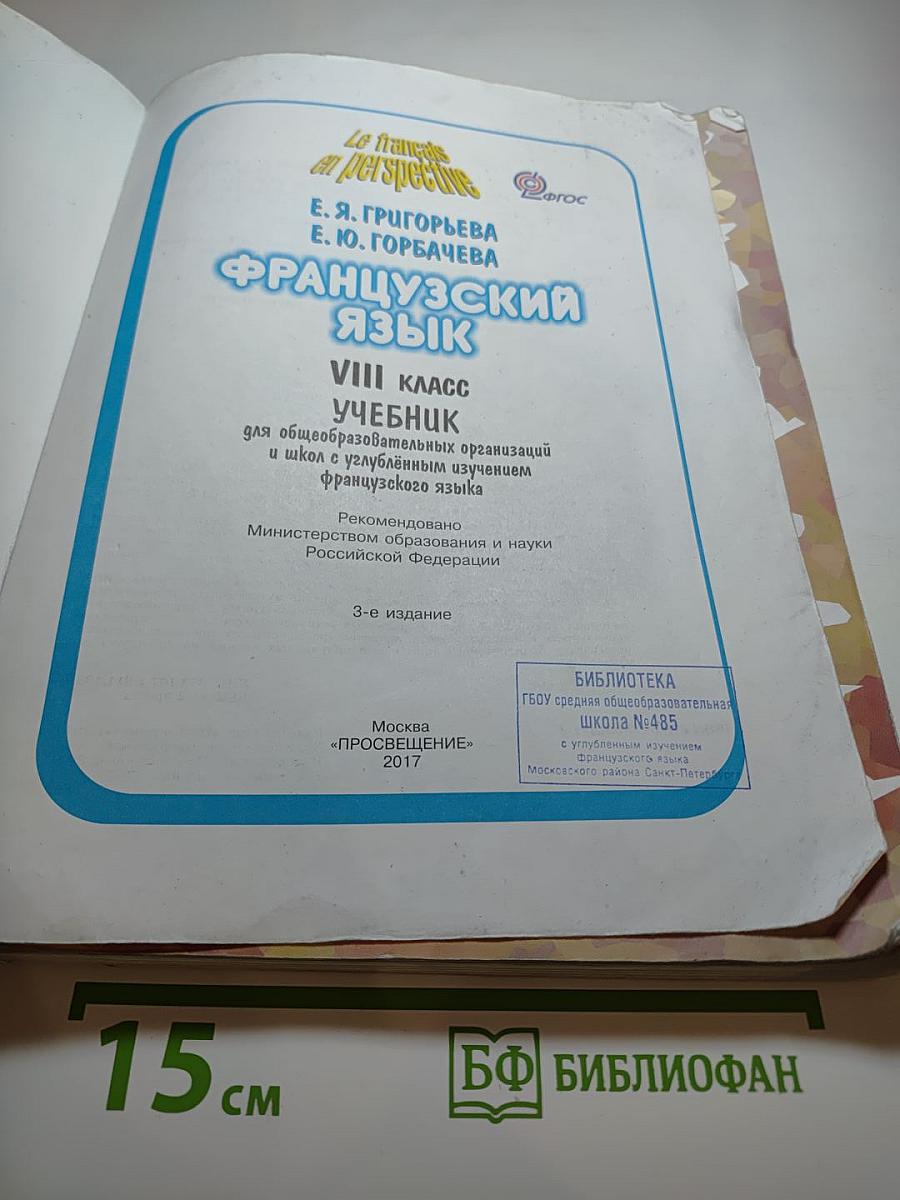 Le français
en perspective
ФГОС
Е. Я. ГРИГОРЬЕВА
Е. Ю. ГОРБАЧЕВА
ФРАНЦУЗСКИЙ
ЯЗЫК
VIII КЛАСС
УЧЕБНИК
для общеобразовательных организаций
и школ с углублённым изучением
французского языка
Рекомендовано
Министерством образования и науки
Российской Федерации
3-е издание
Москва
«ПРОСВЕЩЕНИЕ»
2017
БИБЛИОТЕКА
ГБОУ средняя общеобразовательная
школа №485
с углубленным изучением
Французского языка
Московского района Санкт-Петербурга
15 см
БФ БИБЛИОФАН